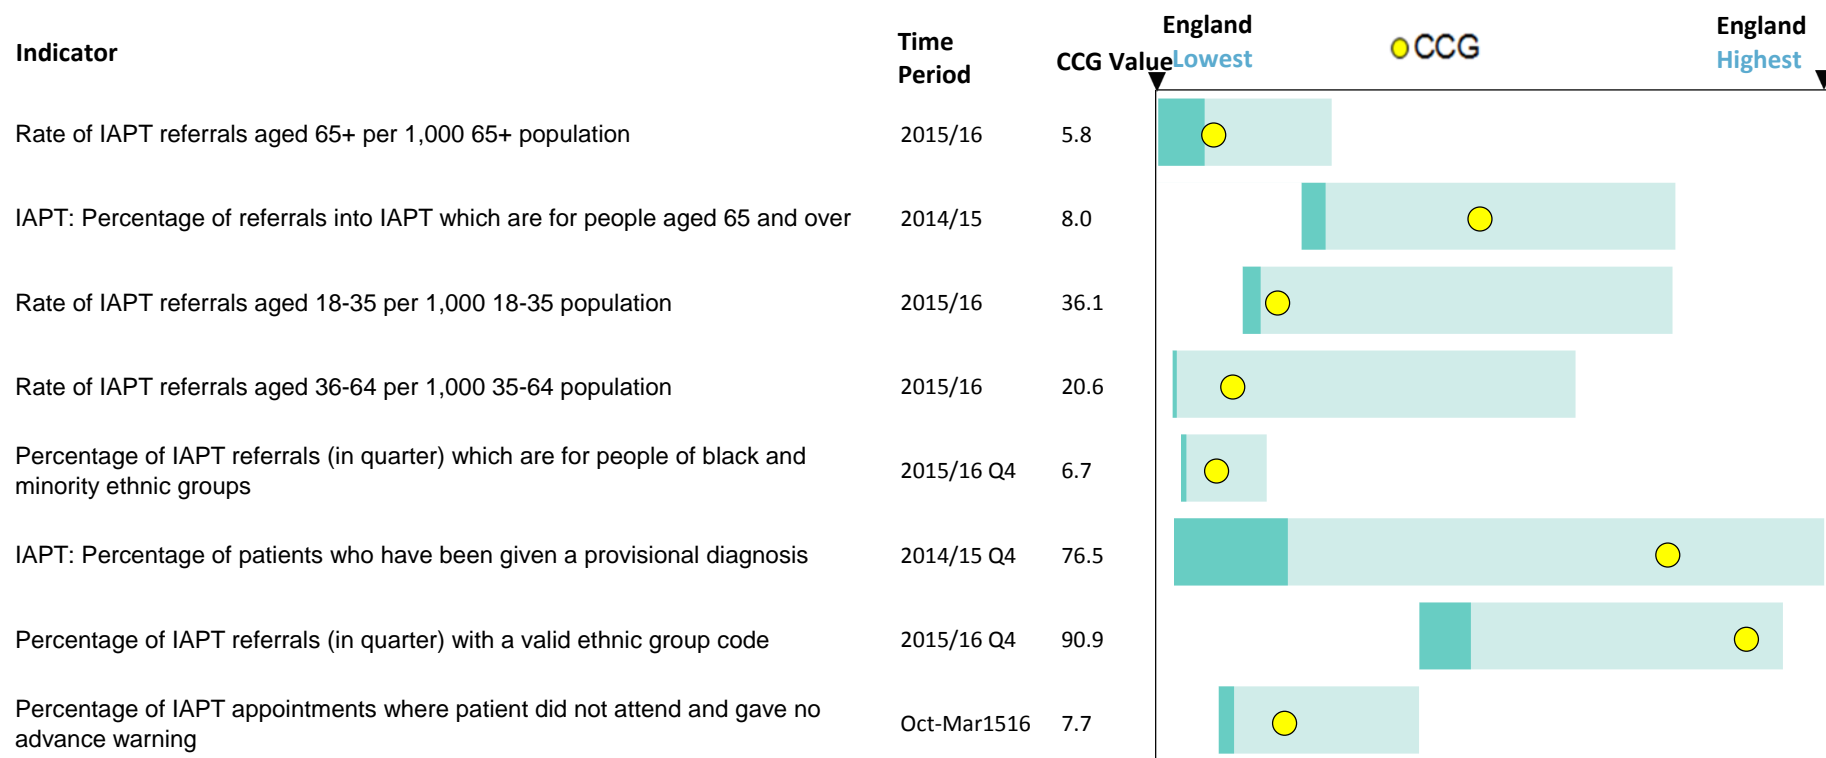 Indicator
Time
Period
CCG Value
England
Lowest
CCG
England
Highest
Rate of IAPT referrals aged 65+ per 1,000 65+ population 2015/16 5.8
IAPT: Percentage of referrals into IAPT which are for people aged 65 and over 2014/15 8.0
Rate of IAPT referrals aged 18-35 per 1,000 18-35 population 2015/16 36.1
Rate of IAPT referrals aged 36-64 per 1,000 35-64 population 2015/16 20.6
Percentage of IAPT referrals (in quarter) which are for people of black and
minority ethnic groups
2015/16 Q4 6.7
IAPT: Percentage of patients who have been given a provisional diagnosis 2014/15 Q4 76.5
Percentage of IAPT referrals (in quarter) with a valid ethnic group code 2015/16 Q4 90.9
Percentage of IAPT appointments where patient did not attend and gave no
advance warning
Oct-Mar1516 7.7